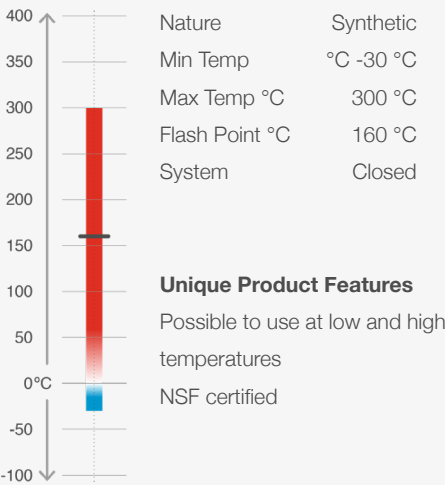 400
350
300
250
200
150
100
50
0°C
-50
-100
Nature Synthetic
Min Temp °C -30 °C
Max Temp °C 300 °C
Flash Point °C 160 °C
System Closed
Unique Product Features
Possible to use at low and high
temperatures
NSF certified